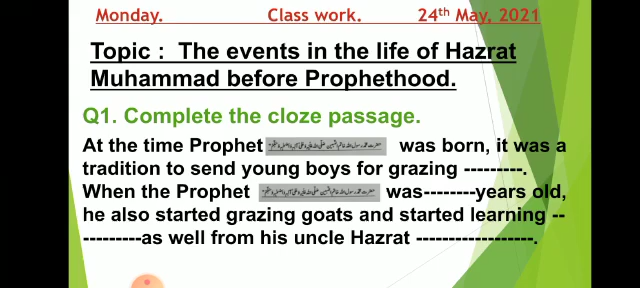 Monday. Class work. 24th May, 2021
Topic : The events in the life of Hazrat
Muhammad before Prophethood.
Q1. Complete the cloze passage.
At the time Prophet was born, it was a
tradition to send young boys for grazing ---------.
When the Prophet was--------years old,
he also started grazing goats and started learning --
----------as well from his uncle Hazrat ------------------.